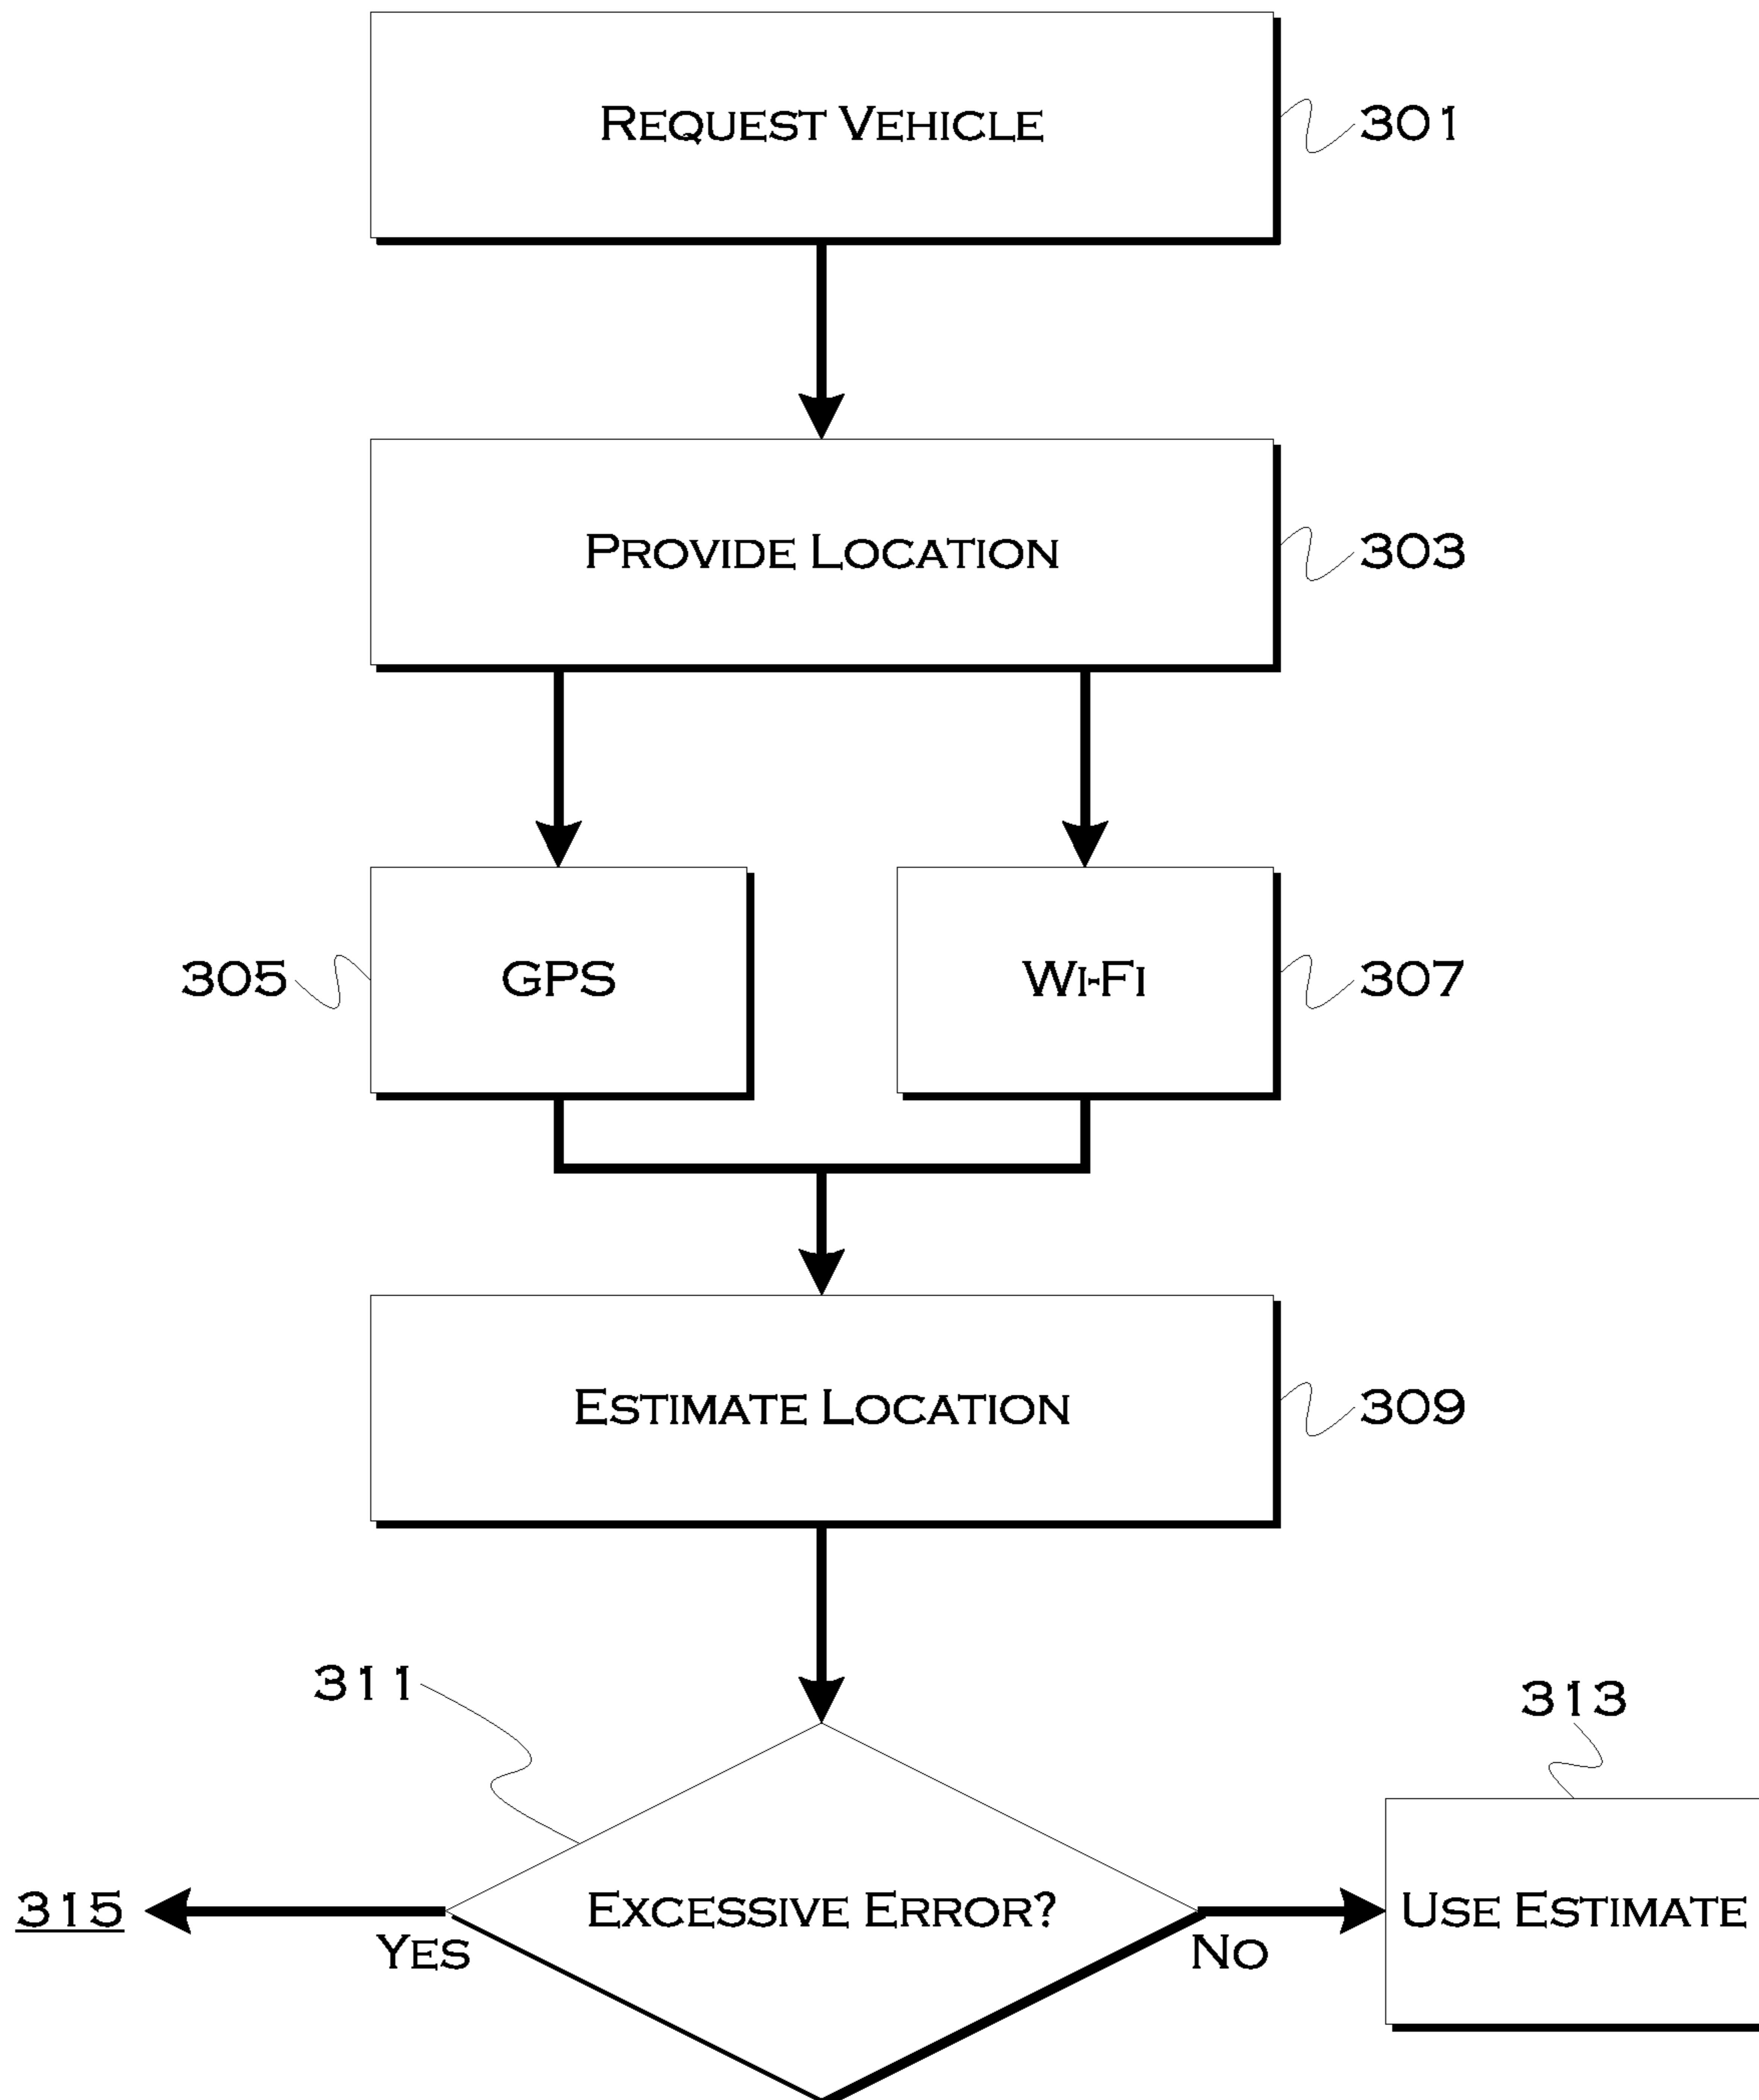 REQUEST VEHICLE
301
PROVIDE LOCATION
303
305
GPS
WI-FI
307
ESTIMATE LOCATION
309
311
313
315
EXCESSIVE ERROR?
USE ESTIMATE
YES
NO